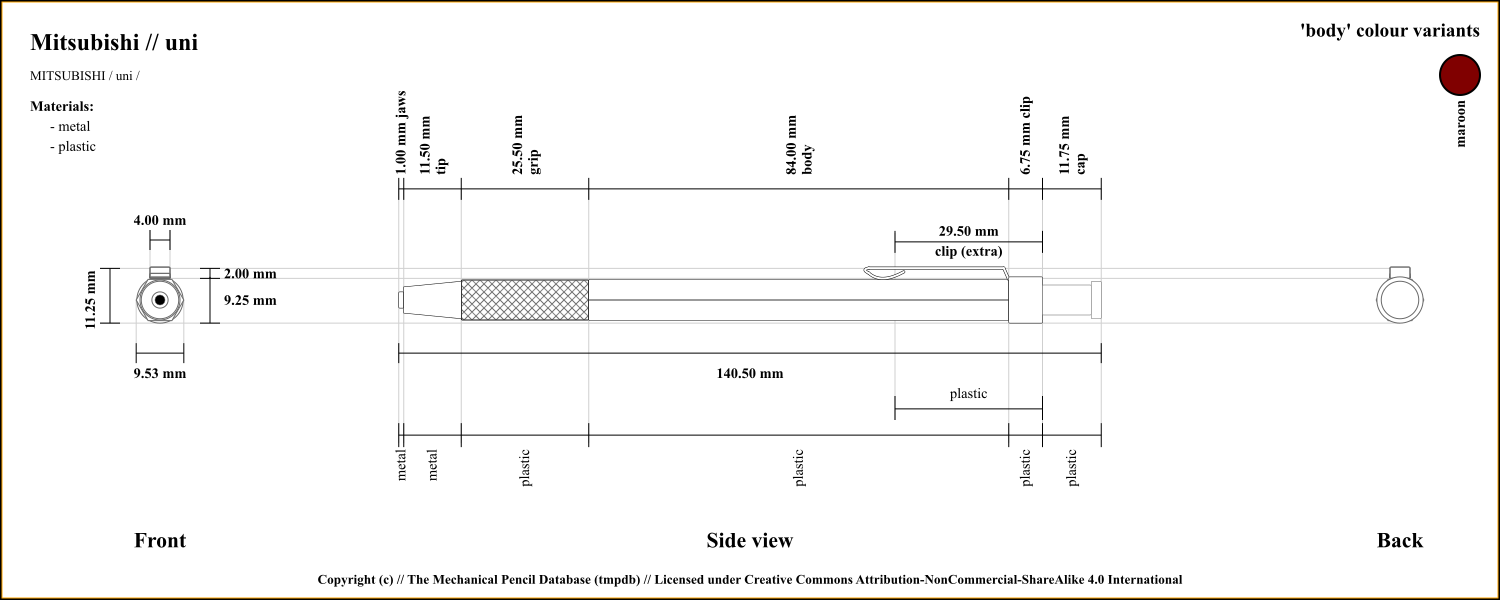 Mitsubishi // uni
'body' colour variants
MITSUBISHI / uni /
maroon
Materials:
- metal
- plastic
1.00 mm jaws
11.50 mm
tip
25.50 mm
grip
84.00 mm
body
6.75 mm clip
11.75 mm
cap
4.00 mm
29.50 mm
clip (extra)
2.00 mm
9.25 mm
11.25 mm
9.53 mm
140.50 mm
plastic
metal
metal
plastic
plastic
plastic
plastic
Front
Side view
Back
Copyright (c) // The Mechanical Pencil Database (tmpdb) // Licensed under Creative Commons Attribution-NonCommercial-ShareAlike 4.0 International